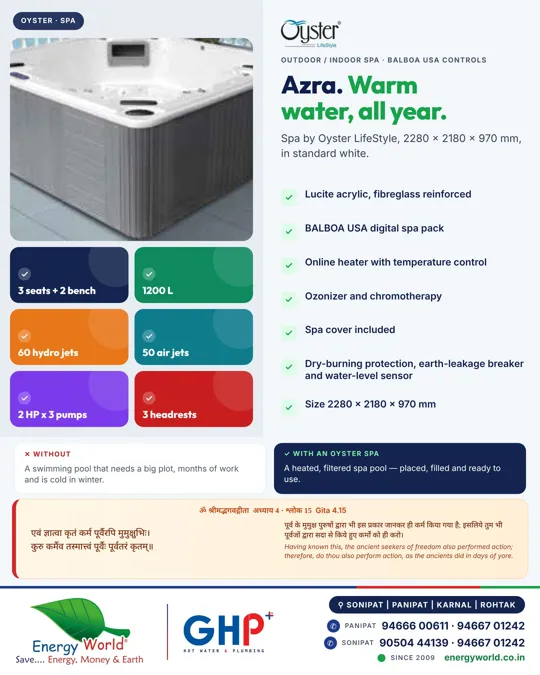 OYSTER · SPA
Oyster
LifeStyle
OUTDOOR / INDOOR SPA · BALBOA USA CONTROLS
Azra. Warm
water, all year.
Spa by Oyster LifeStyle, 2280 × 2180 × 970 mm,
in standard white.
Lucite acrylic, fibreglass reinforced
BALBOA USA digital spa pack
Online heater with temperature control
Ozonizer and chromotherapy
Spa cover included
Dry-burning protection, earth-leakage breaker
and water-level sensor
Size 2280 × 2180 × 970 mm
3 seats + 2 bench
1200 L
60 hydro jets
50 air jets
2 HP x 3 pumps
3 headrests
× WITHOUT
A swimming pool that needs a big plot, months of work
and is cold in winter.
✓ WITH AN OYSTER SPA
A heated, filtered spa pool — placed, filled and ready to
use.
ॐ श्रीमद्भगवद्गीता अध्याय 4 · श्लोक 15 Gita 4.15
एवं ज्ञात्वा कृतं कर्म पूर्वैरपि मुमुक्षुभिः।
कुरु कर्मैव तस्मात्त्वं पूर्वैः पूर्वतरं कृतम्॥
पूर्व के मुमुक्ष पुरुषों द्वारा भी इस प्रकार जानकर ही कर्म किया गया है; इसलिये तुम भी
पूर्वजों द्वारा सदा से किये हुए कर्मों को ही करो।
Having known this, the ancient seekers of freedom also performed action;
therefore, do thou also perform action, as the ancients did in days of yore.
Energy World
Save.... Energy, Money & Earth
GHP+
HOT WATER & PLUMBING
SONIPAT | PANIPAT | KARNAL | ROHTAK
PANIPAT 94666 00611 · 94667 01242
SONIPAT 90504 44139 · 94667 01242
SINCE 2009 energyworld.co.in